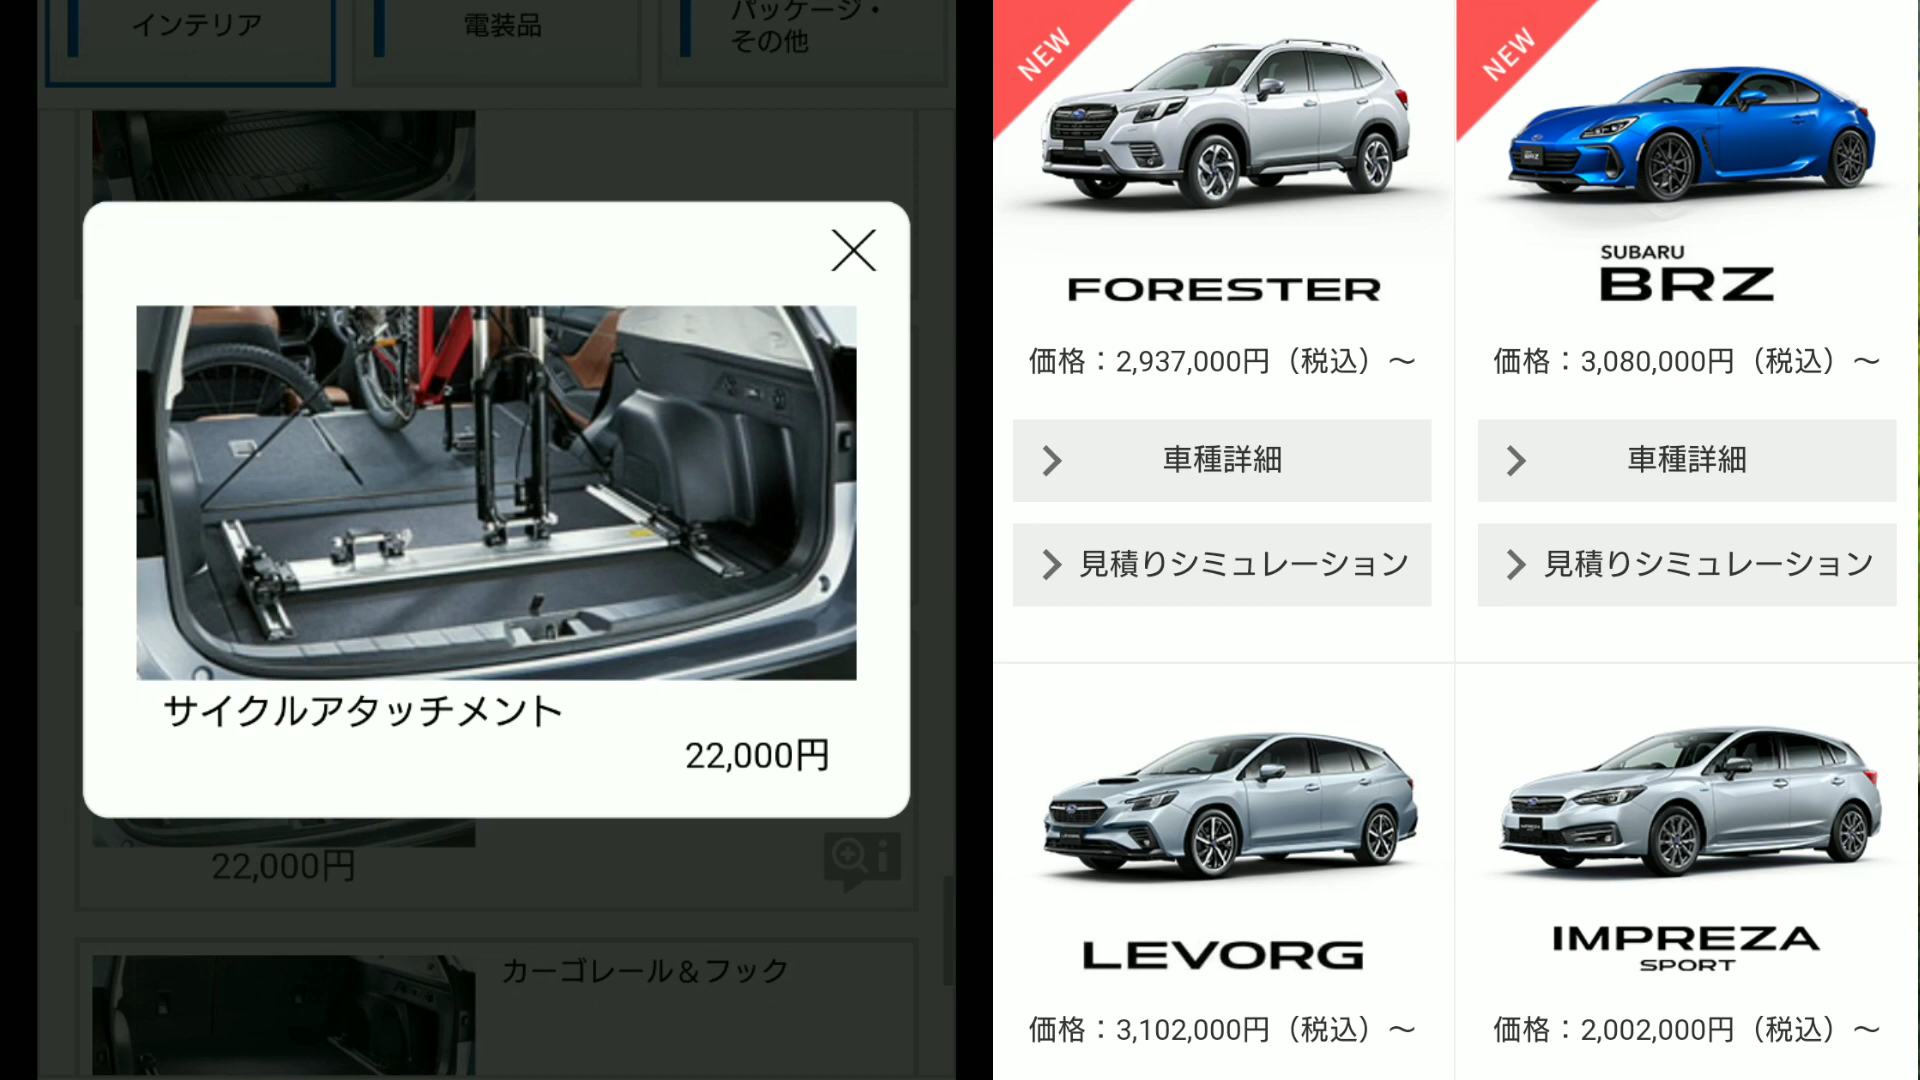 インテリア
電装品
パッケージ・
その他
サイクルアタッチメント
22,000円
22,000円
カーゴレール＆フック
NEW
FORESTER
価格：2,937,000円（税込）～
車種詳細
見積りシミュレーション
NEW
SUBARU
BRZ
価格：3,080,000円（税込）～
車種詳細
見積りシミュレーション
LEVORG
価格：3,102,000円（税込）～
IMPREZA
SPORT
価格：2,002,000円（税込）～